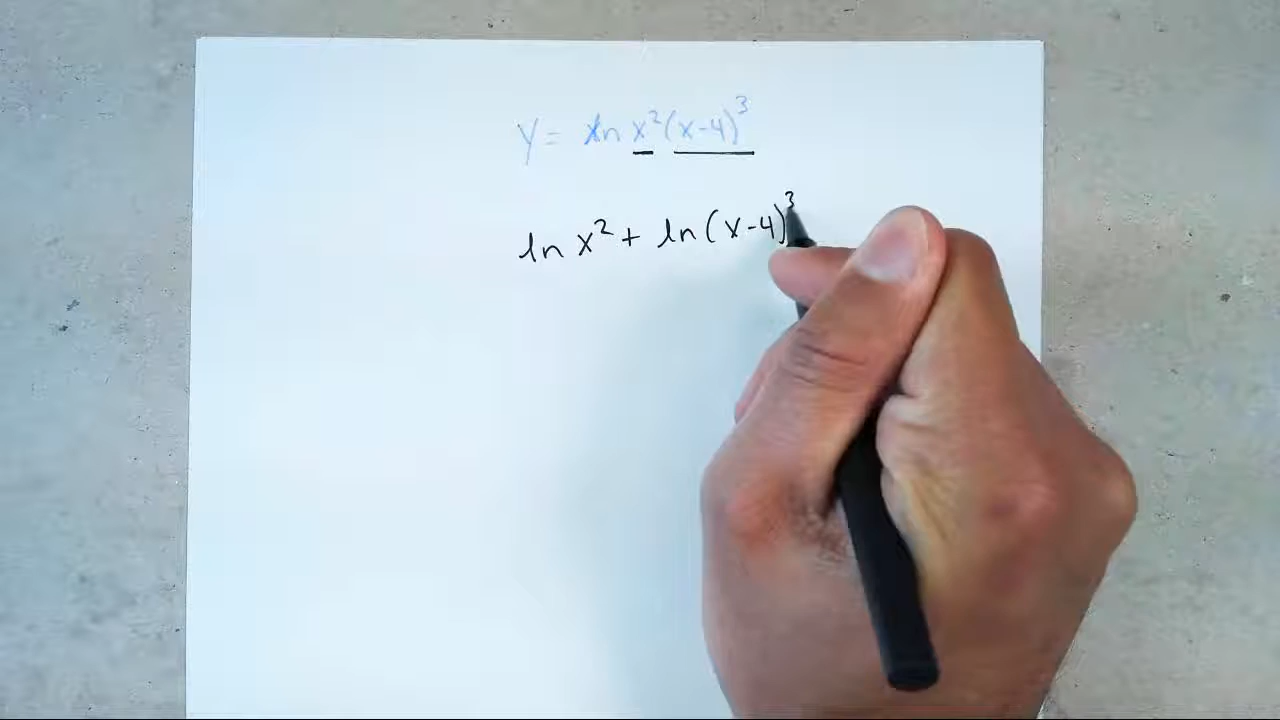 y = ln x²(x-4)³
ln x² + ln (x-4)³